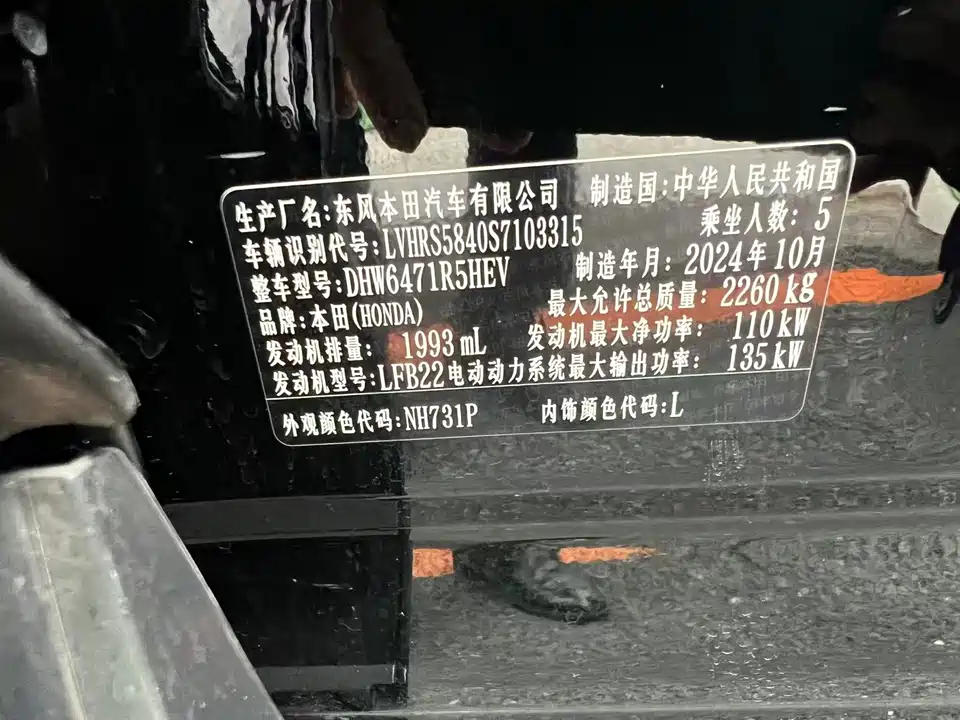 生产厂名:东风本田汽车有限公司 制造国:中华人民共和国
车辆识别代号:LVHRS5840S7103315 乘坐人数: 5
整车型号:DHW6471R5HEV 制造年月: 2024年 10月
品牌:本田(HONDA) 最大允许总质量: 2260 kg
发动机排量: 1993 mL 发动机最大净功率: 110 kW
发动机型号:LFB22 电动动力系统最大输出功率: 135 kW
外观颜色代码:NH731P 内饰颜色代码:L